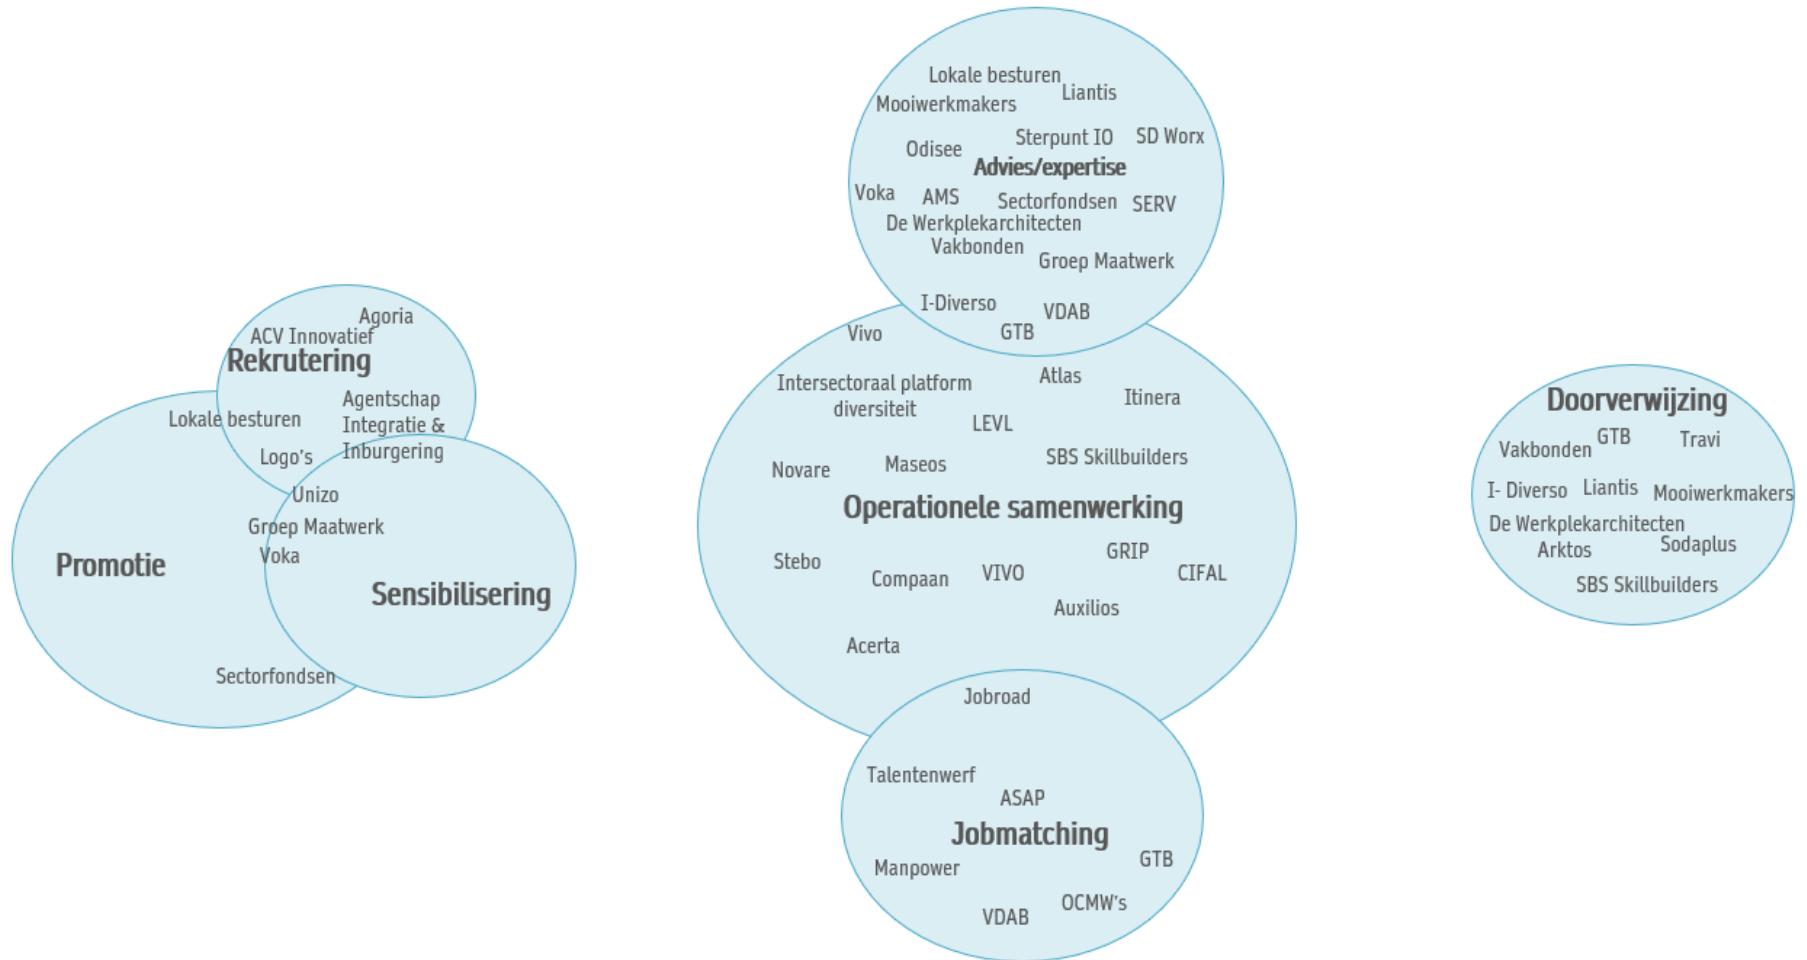 Agoria
ACV Innovatief
Rekrutering
Agentschap
Integratie &
Inburgering
Lokale besturen
Logo's
Unizo
Groep Maatwerk
Voka
Promotie
Sensibilisering
Sectorfondsen
Lokale besturen
Liantis
Mooiwerkmakers
Sterpunt IO
SD Worx
Odisee
Advies/expertise
Voka
AMS
Sectorfondsen
SERV
De Werkplekarchitecten
Vakbonden
Groep Maatwerk
I-Diverso
VDAB
GTB
Vivo
Intersectoraal platform
diversiteit
Atlas
Itinera
LEVL
Novare
Maseos
SBS Skillbuilders
Operationele samenwerking
GRIP
Stebo
Compaan
VIVO
CIFAL
Auxilios
Acerta
Jobroad
Talentenwerf
ASAP
Jobmatching
GTB
Manpower
OCMW's
VDAB
Doorverwijzing
Vakbonden
GTB
Travi
I- Diverso
Liantis
Mooiwerkmakers
De Werkplekarchitecten
Arktos
Sodaplus
SBS Skillbuilders